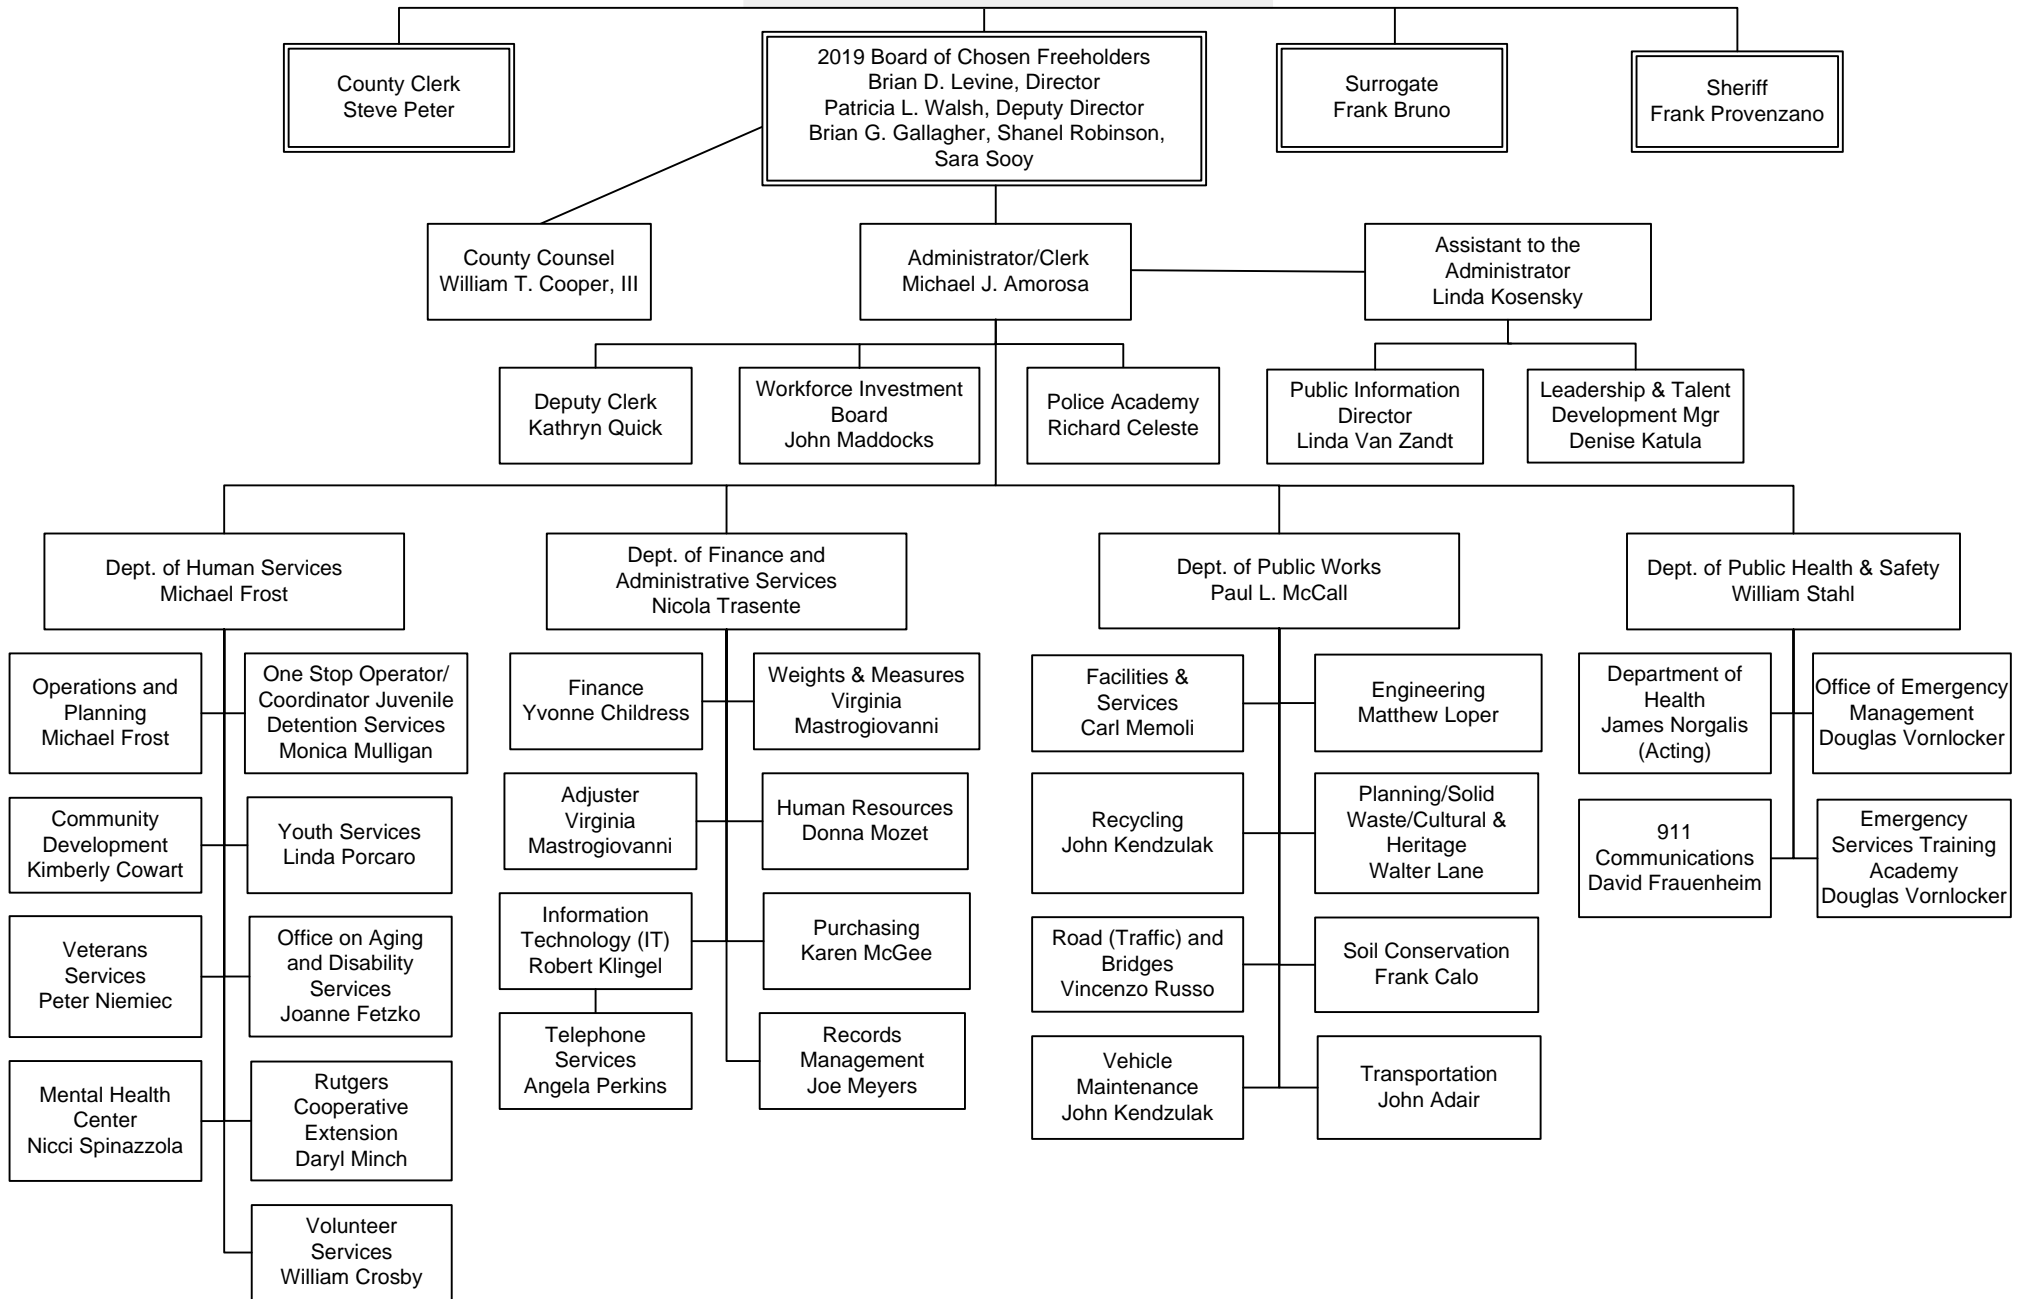 County Clerk
Steve Peter
2019 Board of Chosen Freeholders
Brian D. Levine, Director
Patricia L. Walsh, Deputy Director
Brian G. Gallagher, Shanel Robinson,
Sara Sooy
Surrogate
Frank Bruno
Sheriff
Frank Provenzano
County Counsel
William T. Cooper, III
Administrator/Clerk
Michael J. Amorosa
Assistant to the
Administrator
Linda Kosensky
Deputy Clerk
Kathryn Quick
Workforce Investment
Board
John Maddocks
Police Academy
Richard Celeste
Public Information
Director
Linda Van Zandt
Leadership & Talent
Development Mgr
Denise Katula
Dept. of Human Services
Michael Frost
Dept. of Finance and
Administrative Services
Nicola Trasente
Dept. of Public Works
Paul L. McCall
Dept. of Public Health & Safety
William Stahl
Operations and
Planning
Michael Frost
One Stop Operator/
Coordinator Juvenile
Detention Services
Monica Mulligan
Community
Development
Kimberly Cowart
Youth Services
Linda Porcaro
Veterans
Services
Peter Niemiec
Office on Aging
and Disability
Services
Joanne Fetzko
Mental Health
Center
Nicci Spinazzola
Rutgers
Cooperative
Extension
Daryl Minch
Volunteer
Services
William Crosby
Finance
Yvonne Childress
Weights & Measures
Virginia
Mastrogiovanni
Adjuster
Virginia
Mastrogiovanni
Human Resources
Donna Mozet
Information
Technology (IT)
Robert Klingel
Purchasing
Karen McGee
Telephone
Services
Angela Perkins
Records
Management
Joe Meyers
Facilities &
Services
Carl Memoli
Engineering
Matthew Loper
Recycling
John Kendzulak
Planning/Solid
Waste/Cultural &
Heritage
Walter Lane
Road (Traffic) and
Bridges
Vincenzo Russo
Soil Conservation
Frank Calo
Vehicle
Maintenance
John Kendzulak
Transportation
John Adair
Department of
Health
James Norgalis
(Acting)
Office of Emergency
Management
Douglas Vornlocker
911
Communications
David Frauenheim
Emergency
Services Training
Academy
Douglas Vornlocker